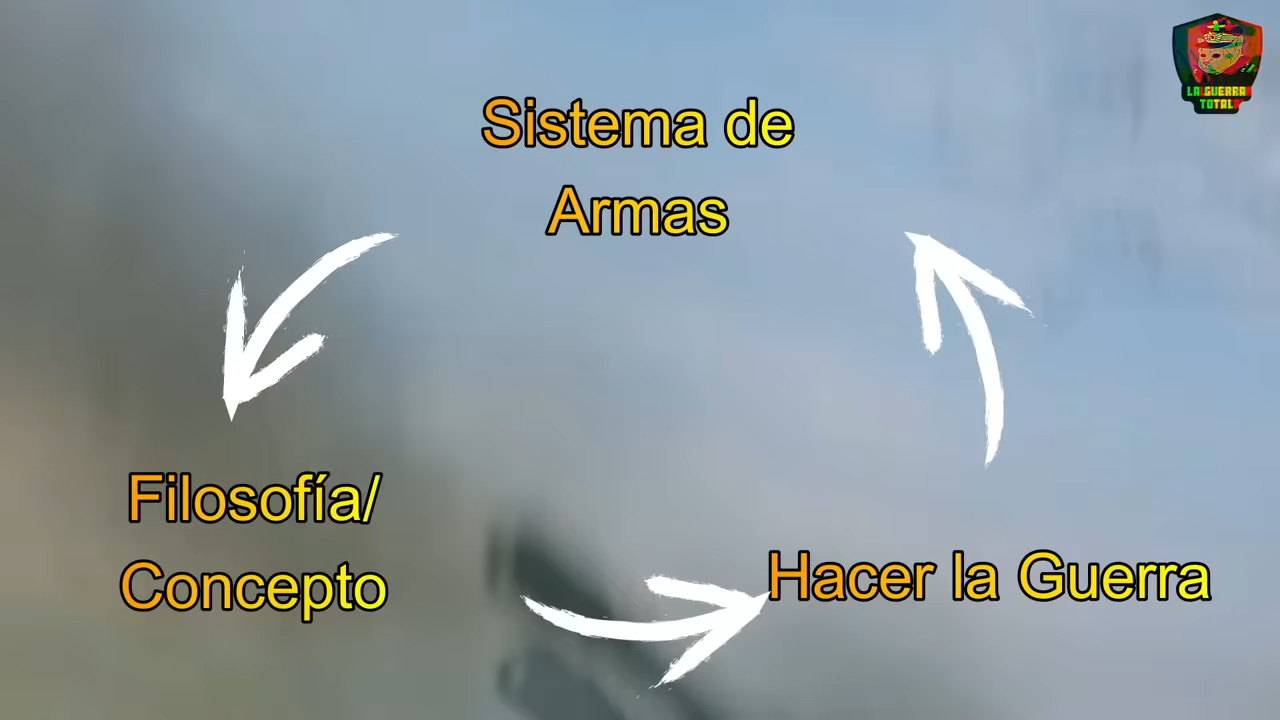 LA GUERRA
TOTAL
Sistema de
Armas
Filosofía/
Concepto
Hacer la Guerra